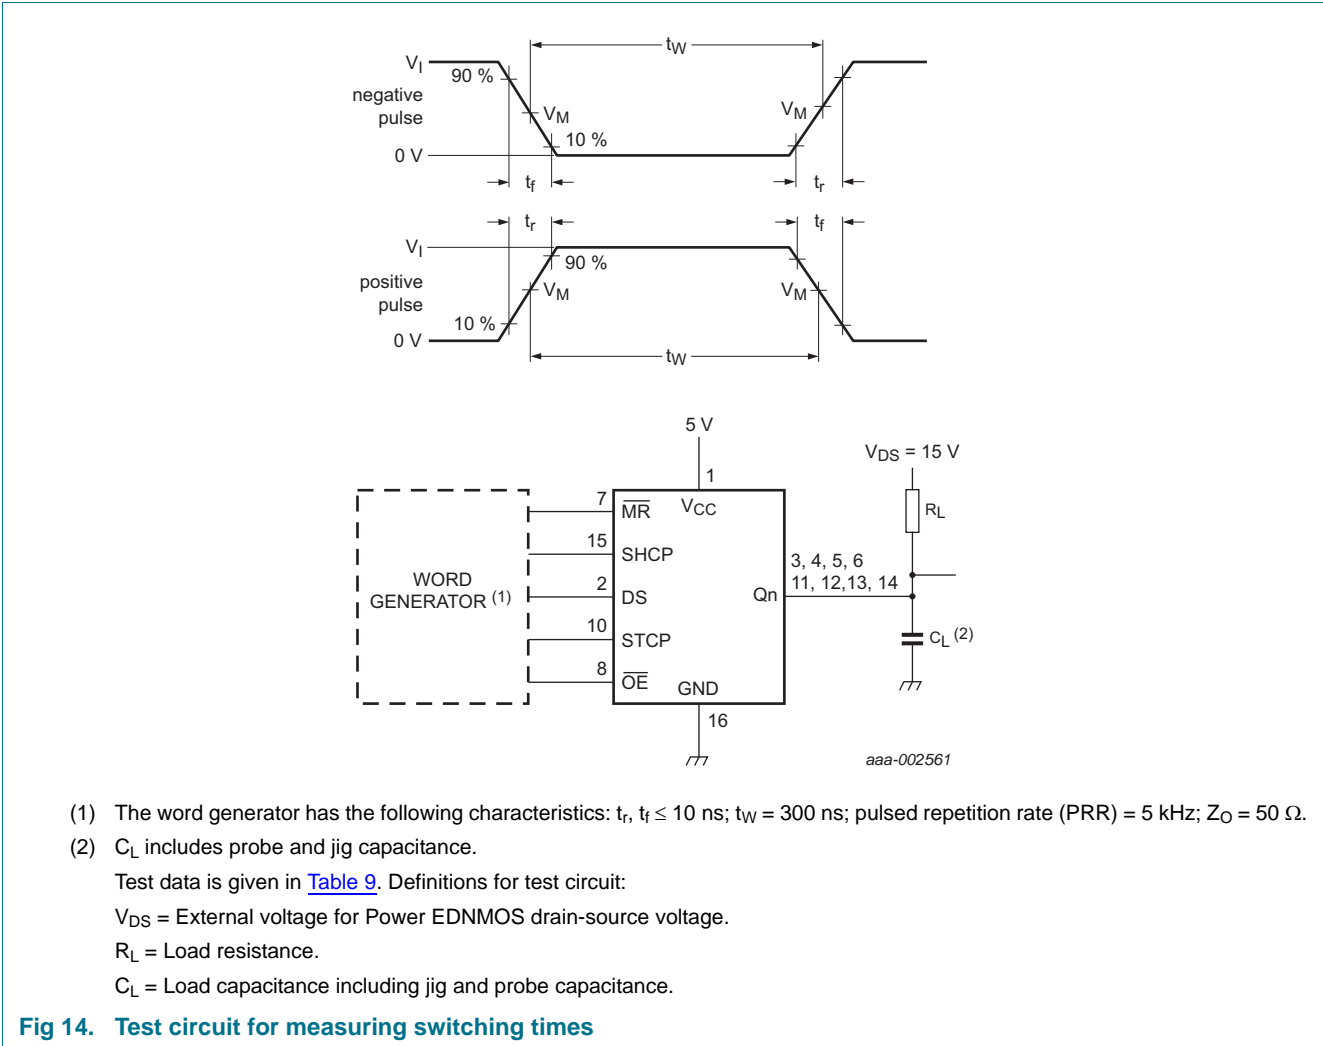 tW
VI
90 %
negative
pulse
VM
VM
10 %
0 V
tf
tr
tr
tf
VI
90 %
positive
pulse
VM
VM
10 %
0 V
tW
5 V
VDS = 15 V
1
7
MR
VCC
RL
15
SHCP
3, 4, 5, 6
WORD
GENERATOR (1)
2
DS
Qn
11, 12,13, 14
10
STCP
CL (2)
8
OE
GND
16
aaa-002561
(1) The word generator has the following characteristics: tr, tf ≤ 10 ns; tW = 300 ns; pulsed repetition rate (PRR) = 5 kHz; ZO = 50 Ω.
(2) CL includes probe and jig capacitance.
Test data is given in Table 9. Definitions for test circuit:
VDS = External voltage for Power EDNMOS drain-source voltage.
RL = Load resistance.
CL = Load capacitance including jig and probe capacitance.
Fig 14. Test circuit for measuring switching times